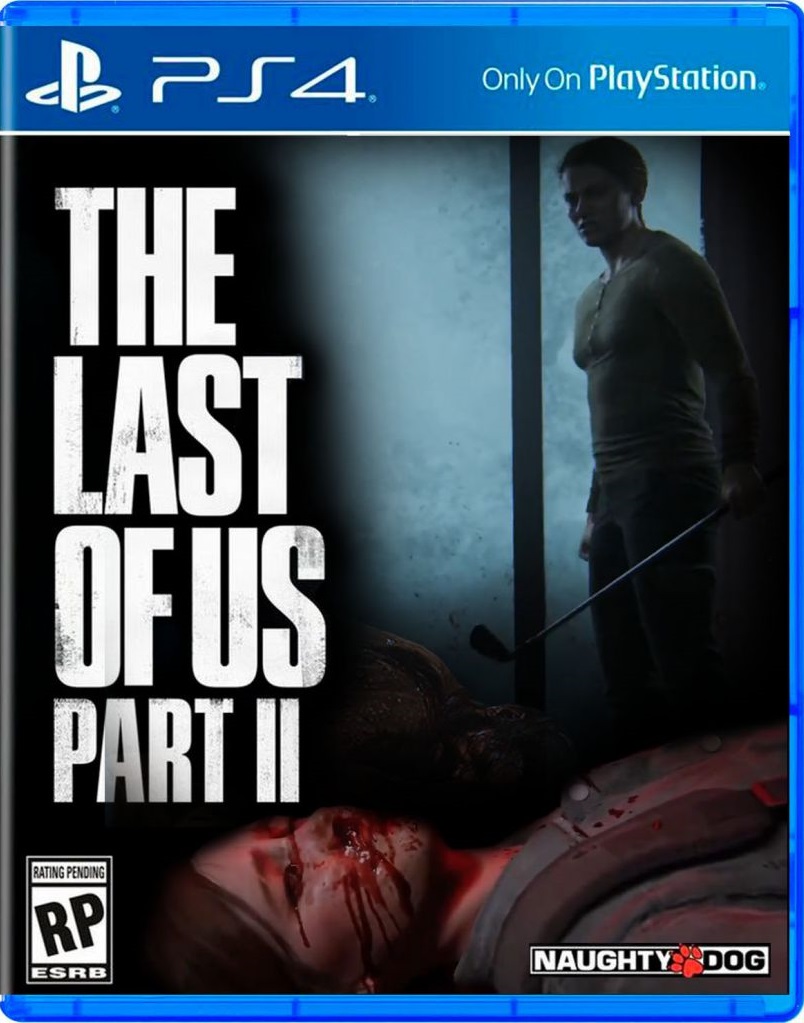 PS4
Only On PlayStation
THE
LAST
OF US
PART II
RATING PENDING
RP
ESRB
NAUGHTY DOG